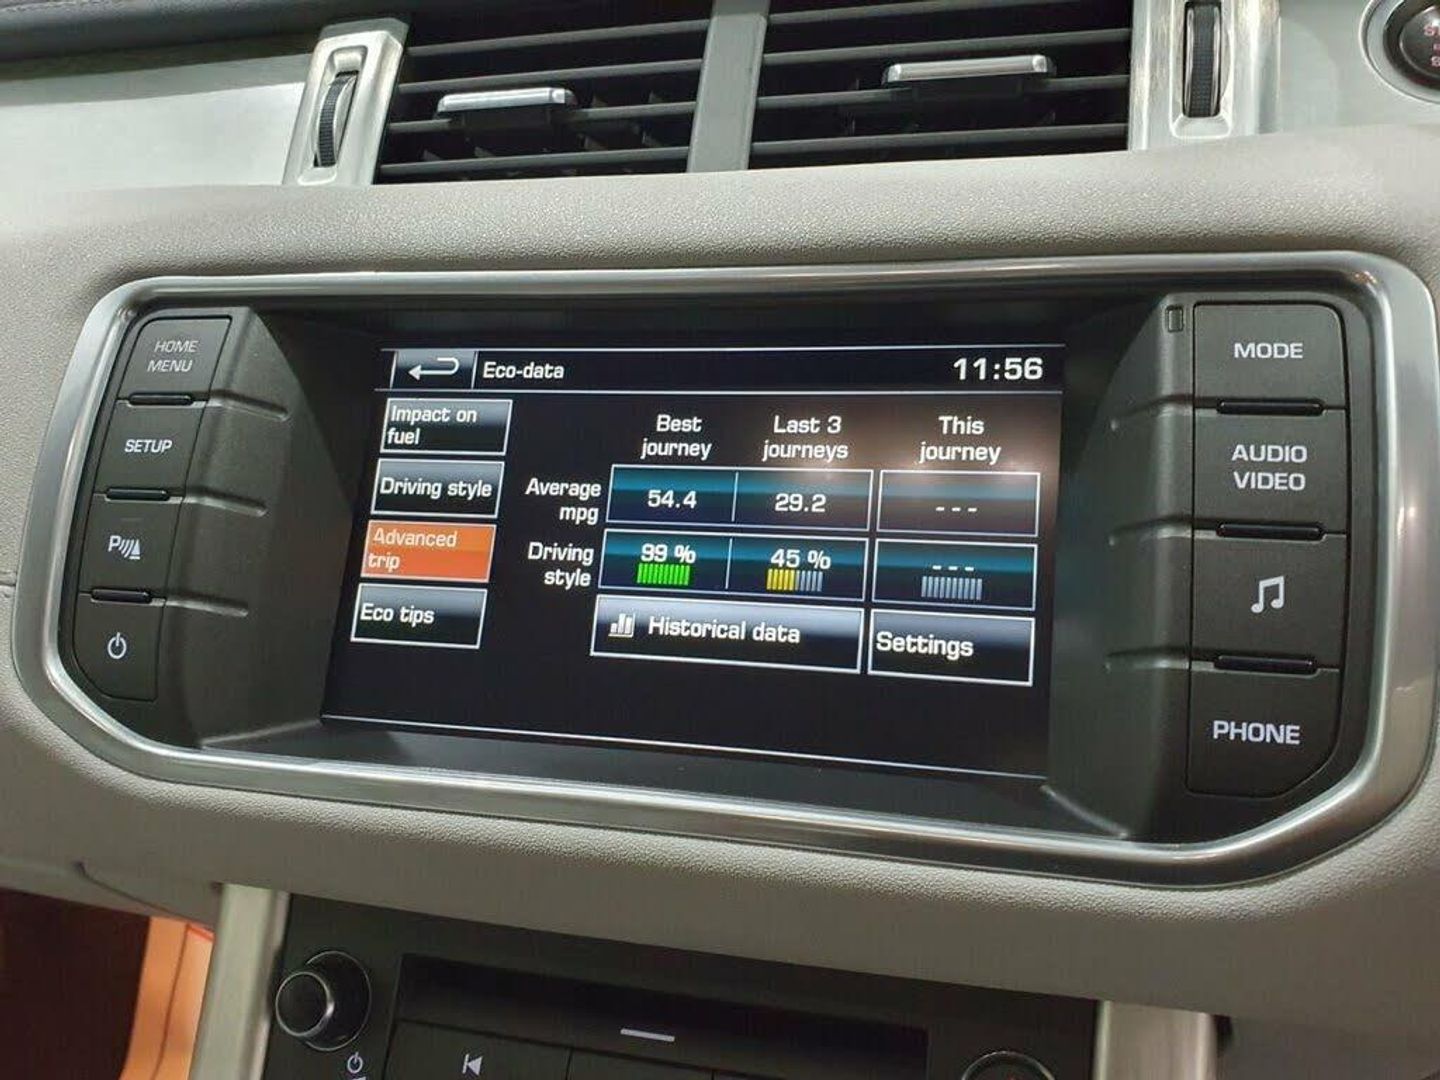 HOME
MENU
SETUP
P
Eco-data
11:56
Impact on
fuel
Driving style
Advanced
trip
Eco tips
Best
journey
Last 3
journeys
This
journey
Average
mpg
54.4
29.2
- - -
Driving
style
99 %
45 %
- - -
Historical data
Settings
MODE
AUDIO
VIDEO
PHONE